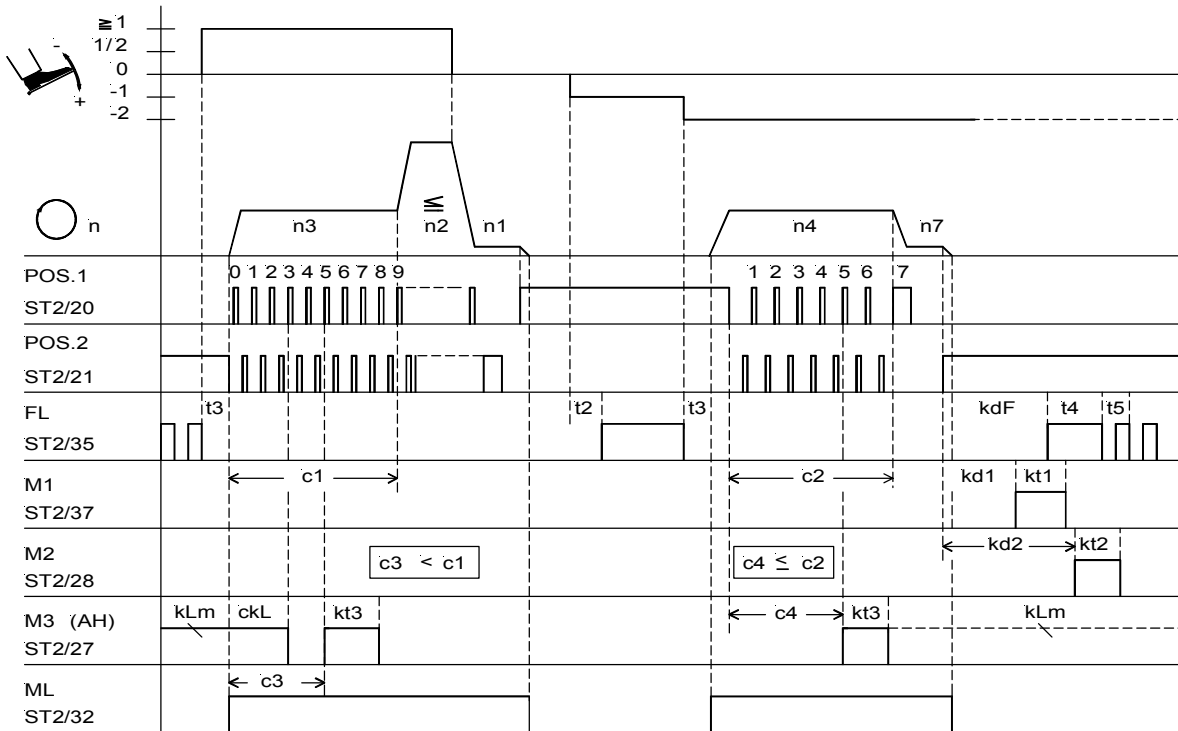 ≧ 1
1/2
0
-1
-2
-
+
n
n3
≦
n2
n1
n4
n7
POS.1
ST2/20
0 1 2 3 4 5 6 7 8 9
1 2 3 4 5 6 7
POS.2
ST2/21
FL
ST2/35
t3
t2
t3
kdF
t4
t5
M1
ST2/37
c1
c2
kd1
kt1
M2
ST2/28
c3 < c1
c4 ≤ c2
kd2
kt2
M3 (AH)
ST2/27
kLm
ckL
kt3
c4
kt3
kLm
c3
ML
ST2/32